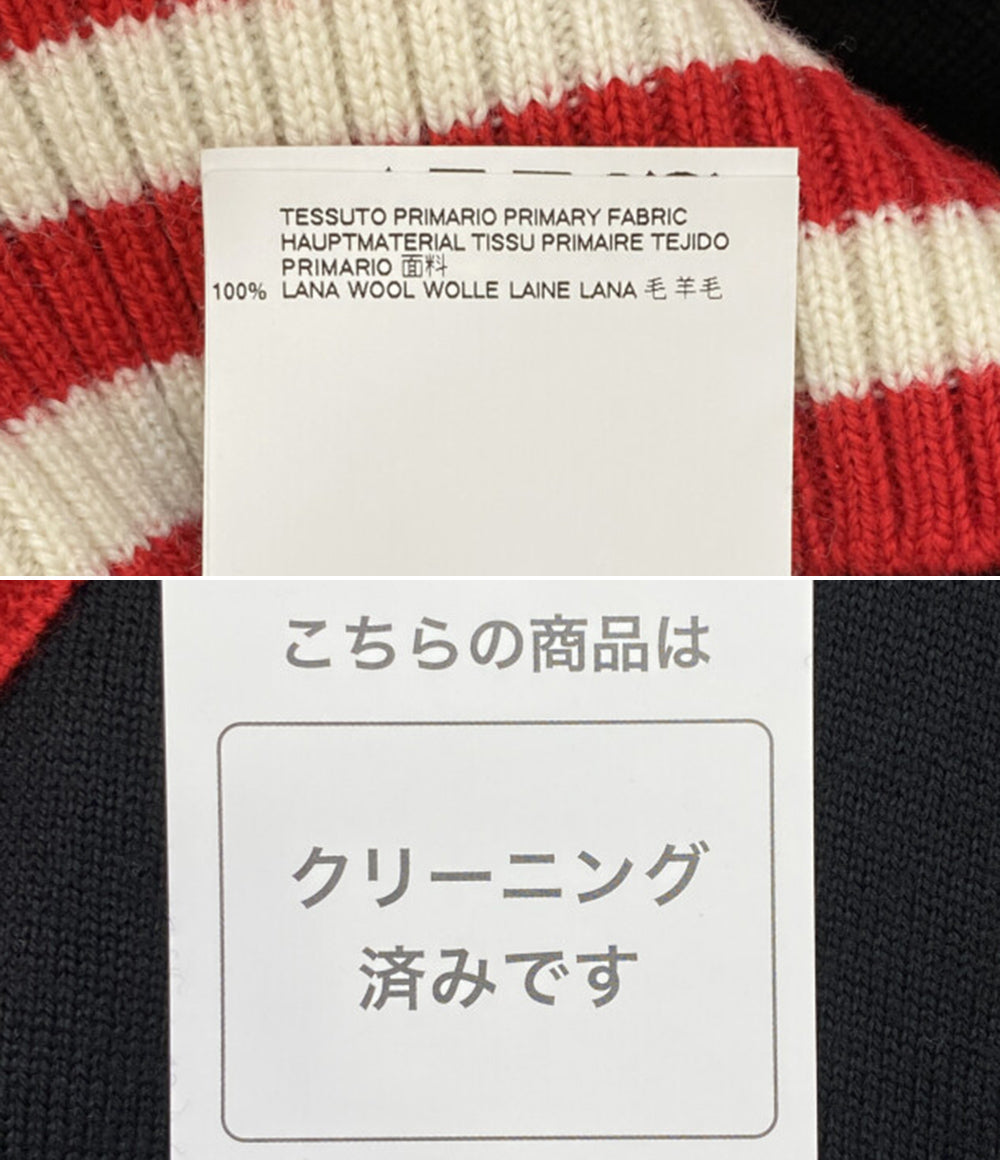 TESSUTO PRIMARIO PRIMARY FABRIC
HAUPTMATERIAL TISSU PRIMAIRE TEJIDO
PRIMARIO 面料
100% LANA WOOL WOLLE LAINE LANA 毛 羊毛
こちらの商品は
クリーニング
済みです